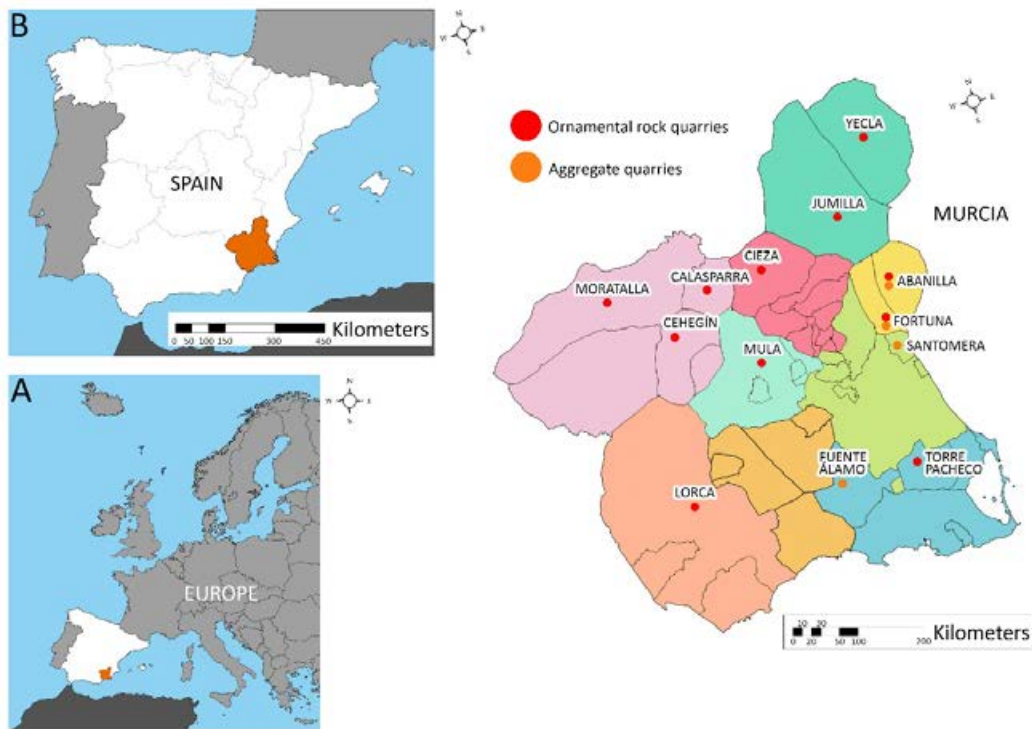 B
N
W
E
S
SPAIN
Kilometers
0 50 100 150 300 450
A
N
W
E
S
EUROPE
Ornamental rock quarries
Aggregate quarries
N
W
E
S
MURCIA
YECLA
JUMILLA
CIEZA
CALASPARRA
MORATALLA
ABANILLA
CEHEGÍN
FORTUNA
SANTOMERA
MULA
FUENTE
ÁLAMO
TORRE
PACHECO
LORCA
10 30
0 20 50 100 200
Kilometers